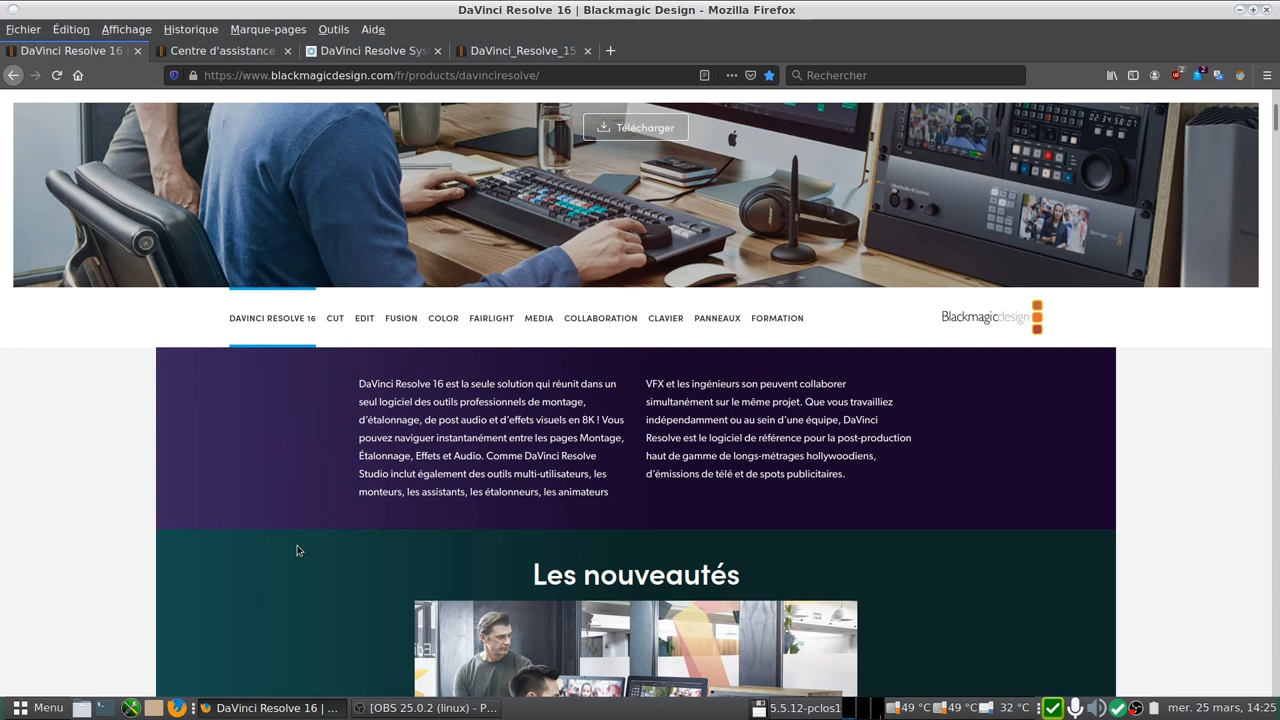 DaVinci Resolve 16 | Blackmagic Design - Mozilla Firefox
Fichier Édition Affichage Historique Marque-pages Outils Aide
DaVinci Resolve 16 Centre d'assistance DaVinci Resolve Sys DaVinci_Resolve_15
https://www.blackmagicdesign.com/fr/products/davinciresolve/ Rechercher
Télécharger
DAVINCI RESOLVE 16 CUT EDIT FUSION COLOR FAIRLIGHT MEDIA COLLABORATION CLAVIER PANNEAUX FORMATION
Blackmagicdesign
DaVinci Resolve 16 est la seule solution qui réunit dans un
seul logiciel des outils professionnels de montage,
d'étalonnage, de post audio et d'effets visuels en 8K ! Vous
pouvez naviguer instantanément entre les pages Montage,
Étalonnage, Effets et Audio. Comme DaVinci Resolve
Studio inclut également des outils multi-utilisateurs, les
monteurs, les assistants, les étalonneurs, les animateurs
VFX et les ingénieurs son peuvent collaborer
simultanément sur le même projet. Que vous travailliez
indépendamment ou au sein d'une équipe, DaVinci
Resolve est le logiciel de référence pour la post-production
haut de gamme de longs-métrages hollywoodiens,
d'émissions de télé et de spots publicitaires.
Les nouveautés
Menu DaVinci Resolve 16 | ... [OBS 25.0.2 (linux) - P... 5.5.12-pclos1 49 °C 49 °C 32 °C mer. 25 mars, 14:25